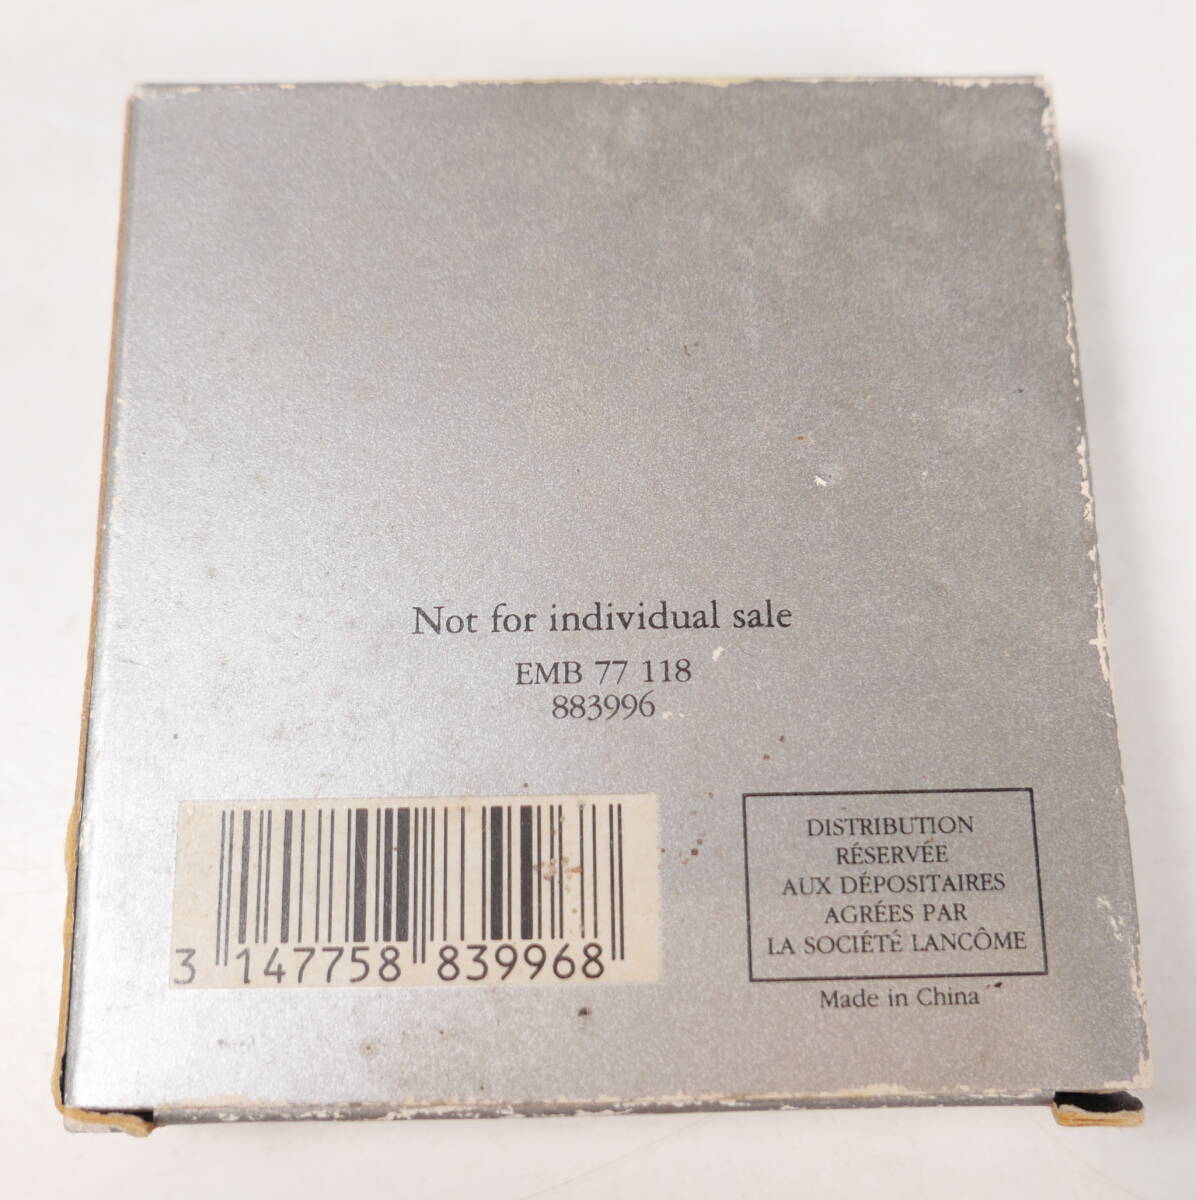 Not for individual sale
EMB 77 118
883996
3 147758 839968
DISTRIBUTION
RÉSERVÉE
AUX DÉPOSITAIRES
AGRÉES PAR
LA SOCIÉTÉ LANCÔME
Made in China